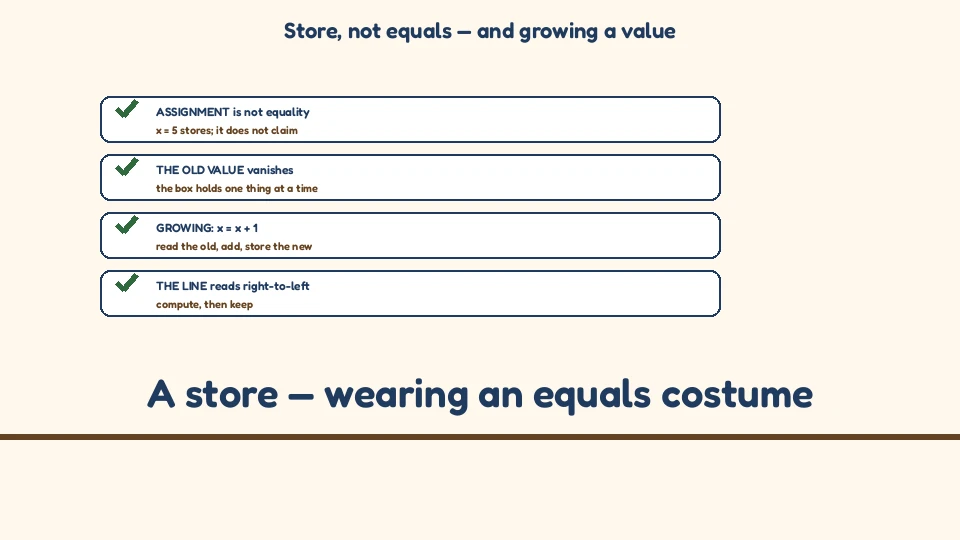 Store, not equals — and growing a value
ASSIGNMENT is not equality
x = 5 stores; it does not claim
THE OLD VALUE vanishes
the box holds one thing at a time
GROWING: x = x + 1
read the old, add, store the new
THE LINE reads right-to-left
compute, then keep
A store — wearing an equals costume